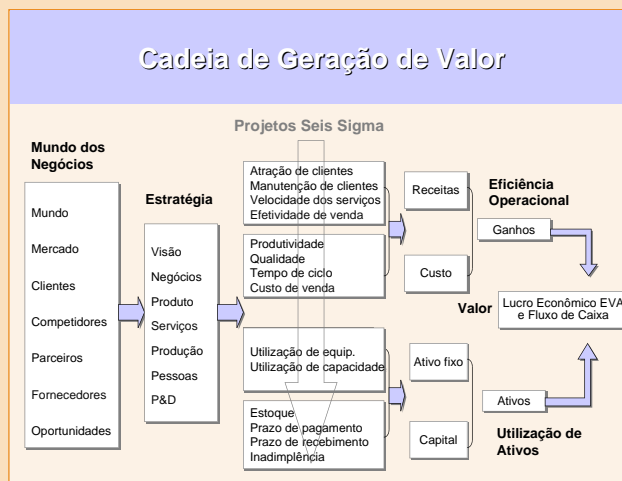 Cadeia de Geração de Valor
Projetos Seis Sigma
Mundo dos
Negócios
Mundo
Mercado
Clientes
Competidores
Parceiros
Fornecedores
Oportunidades
Estratégia
Visão
Negócios
Produto
Serviços
Produção
Pessoas
P&D
Atração de clientes
Manutenção de clientes
Velocidade dos serviços
Efetividade de venda
Produtividade
Qualidade
Tempo de ciclo
Custo de venda
Utilização de equip.
Utilização de capacidade
Estoque
Prazo de pagamento
Prazo de recebimento
Inadimplência
Receitas
Custo
Ativo fixo
Capital
Eficiência
Operacional
Ganhos
Valor
Lucro Econômico EVA
e Fluxo de Caixa
Ativos
Utilização de
Ativos